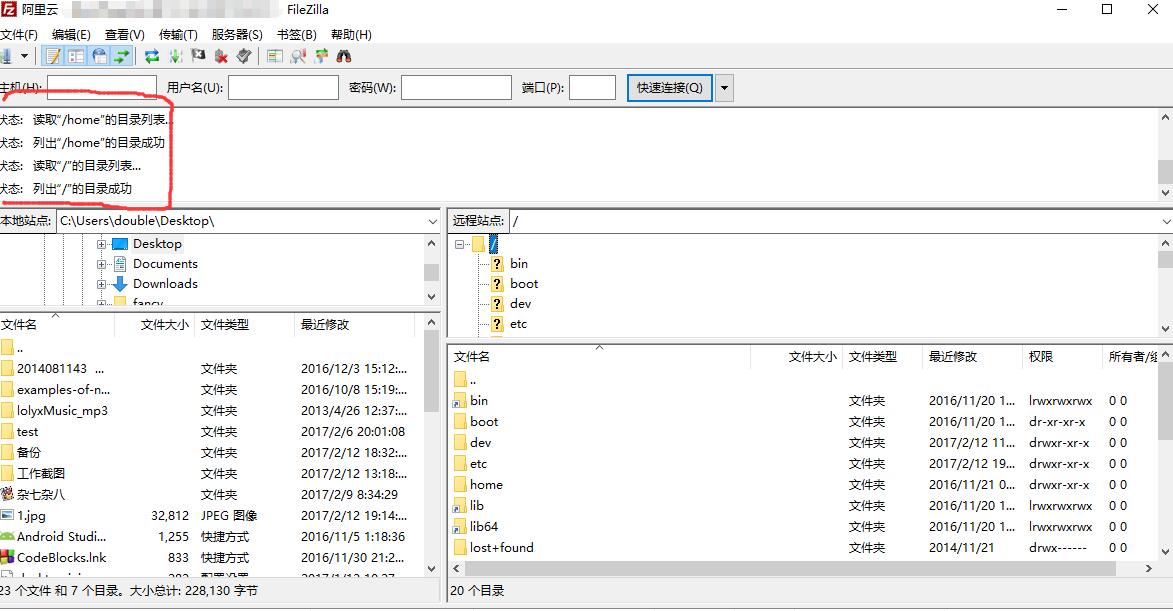 阿里云 FileZilla
文件(F) 编辑(E) 查看(V) 传输(T) 服务器(S) 书签(B) 帮助(H)
主机(H): 用户名(U): 密码(W): 端口(P): 快速连接(Q)
状态: 读取“/home”的目录列表...
状态: 列出“/home”的目录成功
状态: 读取“/”的目录列表...
状态: 列出“/”的目录成功
本地站点: C:\Users\double\Desktop\
Desktop
Documents
Downloads
fancy
文件名 文件大小 文件类型 最近修改
..
2014081143 ... 文件夹 2016/12/3 15:12:...
examples-of-n... 文件夹 2016/10/8 15:19:...
lolyxMusic_mp3 文件夹 2013/4/26 12:37:...
test 文件夹 2017/2/6 20:01:08
备份 文件夹 2017/2/12 18:32:...
工作截图 文件夹 2017/2/12 13:18:...
杂七杂八 文件夹 2017/2/9 8:34:29
1.jpg 32,812 JPEG 图像 2017/2/12 19:14:...
Android Studi... 1,255 快捷方式 2016/11/5 1:18:36
CodeBlocks.lnk 833 快捷方式 2016/11/30 21:2...
23 个文件 和 7 个目录。大小总计: 228,130 字节
远程站点: /
/
bin
boot
dev
etc
文件名 文件大小 文件类型 最近修改 权限 所有者/组
..
bin 文件夹 2016/11/20 1... lrwxrwxrwx 0 0
boot 文件夹 2016/11/20 1... dr-xr-xr-x 0 0
dev 文件夹 2017/2/12 11... drwxr-xr-x 0 0
etc 文件夹 2017/2/12 19... drwxr-xr-x 0 0
home 文件夹 2016/11/21 0... drwxr-xr-x 0 0
lib 文件夹 2016/11/20 1... lrwxrwxrwx 0 0
lib64 文件夹 2016/11/20 1... lrwxrwxrwx 0 0
lost+found 文件夹 2014/11/21 drwx------ 0 0
20 个目录